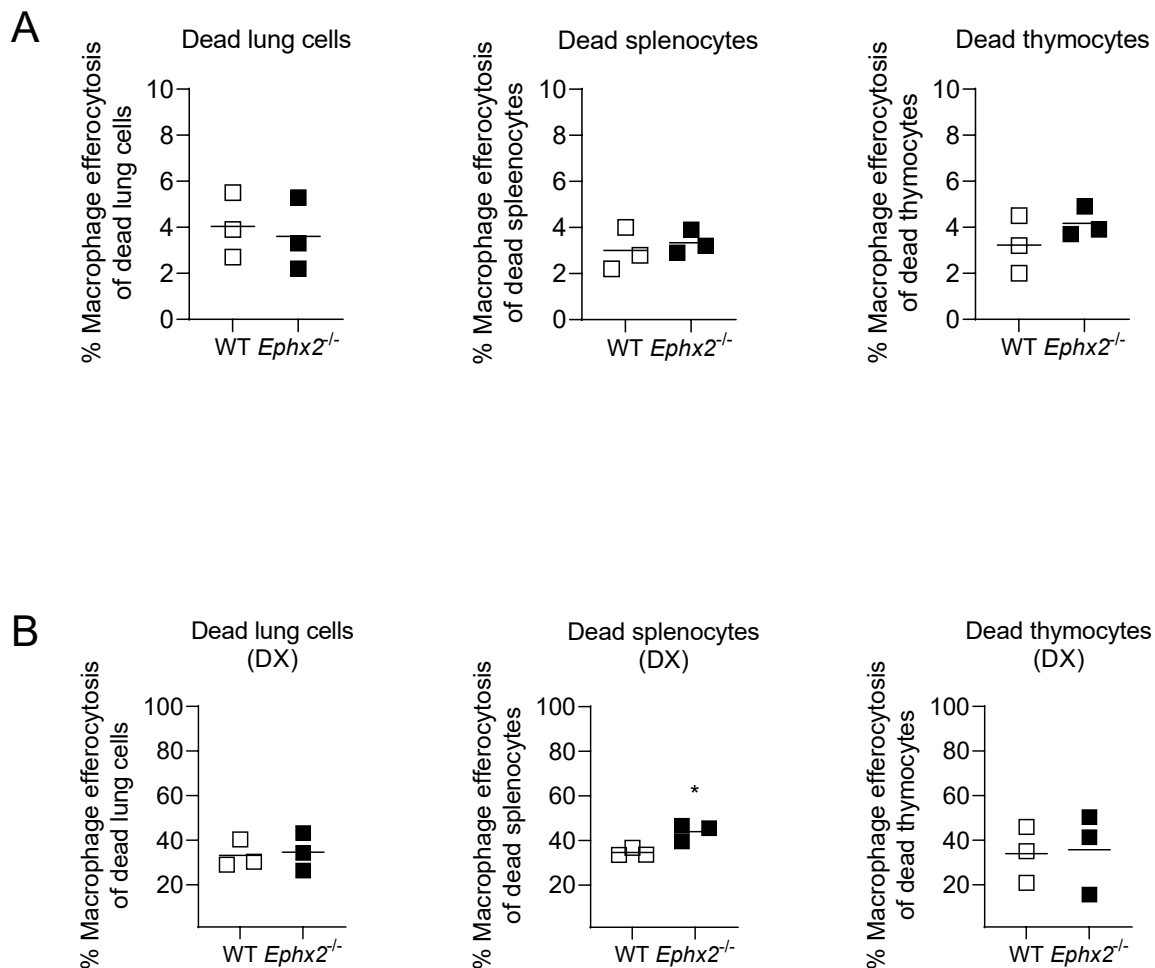 A
Dead lung cells
% Macrophage efferocytosis
of dead lung cells
10
8
6
4
2
0
WT Ephx2-/-
Dead splenocytes
% Macrophage efferocytosis
of dead spleenocytes
10
8
6
4
2
0
WT Ephx2-/-
Dead thymocytes
% Macrophage efferocytosis
of dead thymocytes
10
8
6
4
2
0
WT Ephx2-/-
B
Dead lung cells
(DX)
% Macrophage efferocytosis
of dead lung cells
100
80
60
40
20
WT Ephx2-/-
Dead splenocytes
(DX)
% Macrophage efferocytosis
of dead splenocytes
100
80
60
40
20
*
WT Ephx2-/-
Dead thymocytes
(DX)
% Macrophage efferocytosis
of dead thymocytes
100
80
60
40
20
WT Ephx2-/-